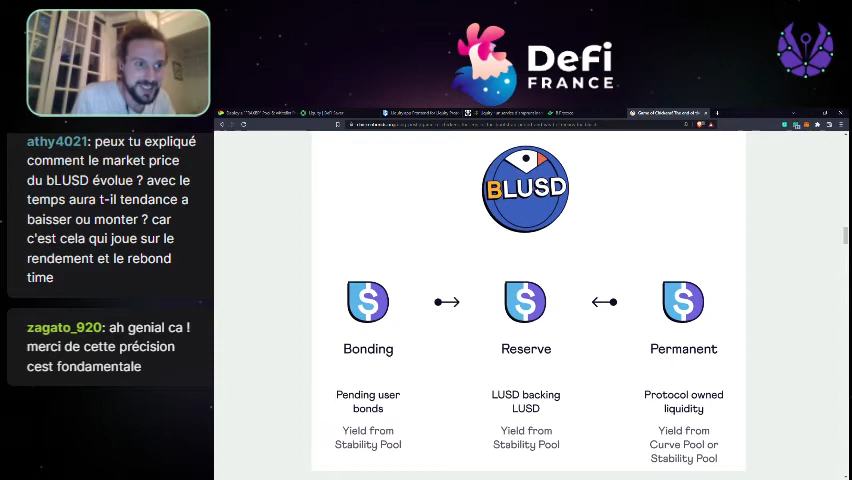 DeFi
FRANCE
athy4021: peux tu expliqué
comment le market price
du bLUSD évolue ? avec le
temps aura t-il tendance a
baisser ou monter ? car
c'est cela qui joue sur le
rendement et le rebond
time
zagato_920: ah genial ca !
merci de cette précision
cest fondamentale
BLUSD
Bonding
Reserve
Permanent
Pending user
bonds
LUSD backing
LUSD
Protocol owned
liquidity
Yield from
Stability Pool
Yield from
Stability Pool
Yield from
Curve Pool or
Stability Pool